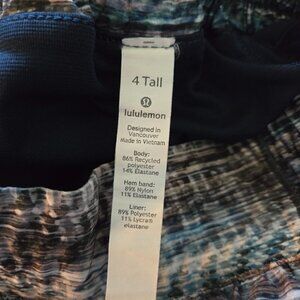 4 Tall
lululemon
Designed in
Vancouver
Made in Vietnam
Body:
86% Recycled
polyester
14% Elastane
Hem band:
89% Nylon
11% Elastane
Liner:
89% Polyester
11% Lycra®
elastane